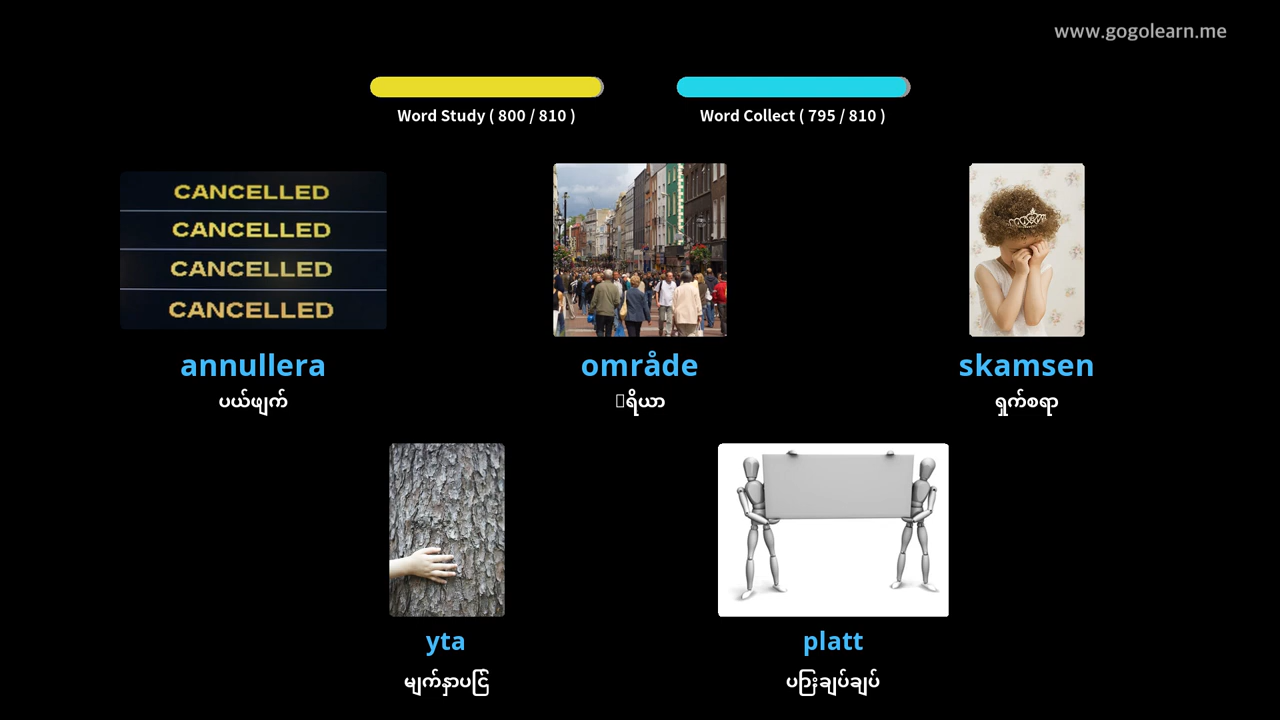 www.gogolearn.me
Word Study ( 800 / 810 )
Word Collect ( 795 / 810 )
CANCELLED
CANCELLED
CANCELLED
CANCELLED
annullera
område
skamsen
ပယ်ဖျက်
ရိယာ
ရှက်စရာ
yta
platt
မျက်နှာပြင်
ပြားချပ်ချပ်